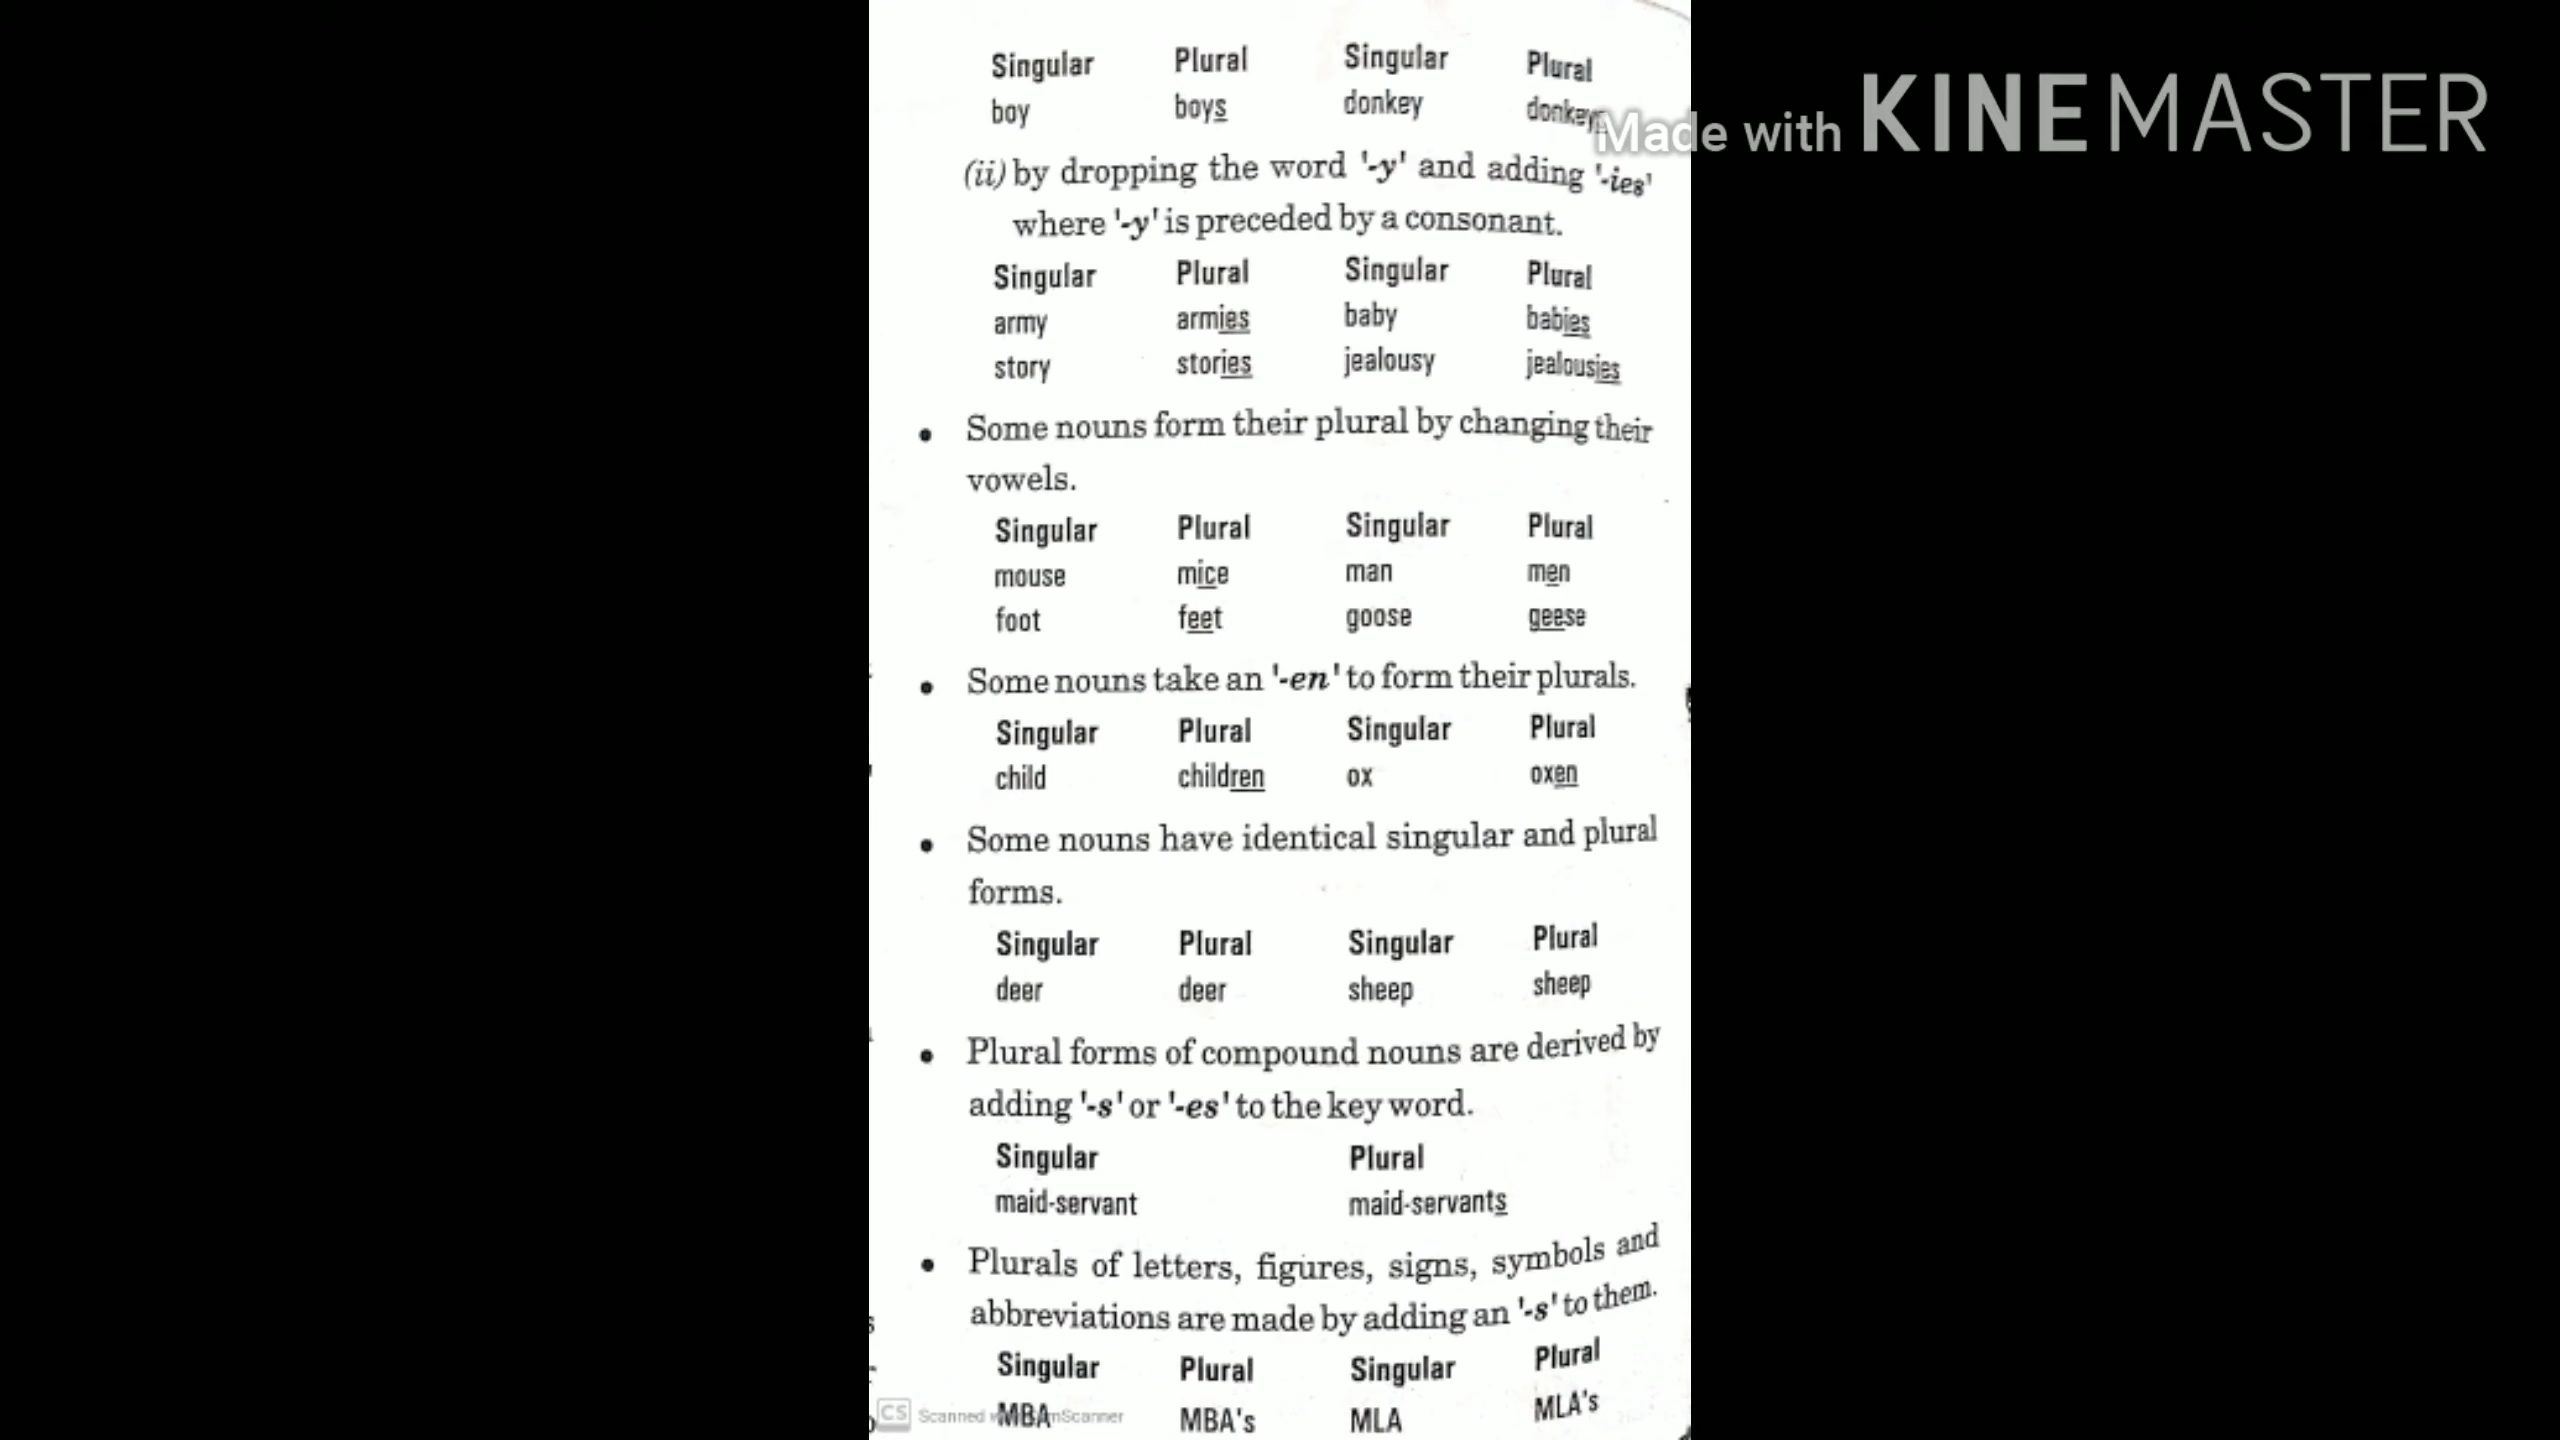 Singular Plural Singular Plural
boy boys donkey donkeys
Made with KINEMASTER
(ii) by dropping the word '-y' and adding '-ies'
where '-y' is preceded by a consonant.
Singular Plural Singular Plural
army armies baby babies
story stories jealousy jealousies
• Some nouns form their plural by changing their
vowels.
Singular Plural Singular Plural
mouse mice man men
foot feet goose geese
• Some nouns take an '-en' to form their plurals.
Singular Plural Singular Plural
child children ox oxen
• Some nouns have identical singular and plural
forms.
Singular Plural Singular Plural
deer deer sheep sheep
• Plural forms of compound nouns are derived by
adding '-s' or '-es' to the key word.
Singular Plural
maid-servant maid-servants
• Plurals of letters, figures, signs, symbols and
abbreviations are made by adding an '-s' to them.
Singular Plural Singular Plural
MBA MBA's MLA MLA's
CS Scanned CamScanner